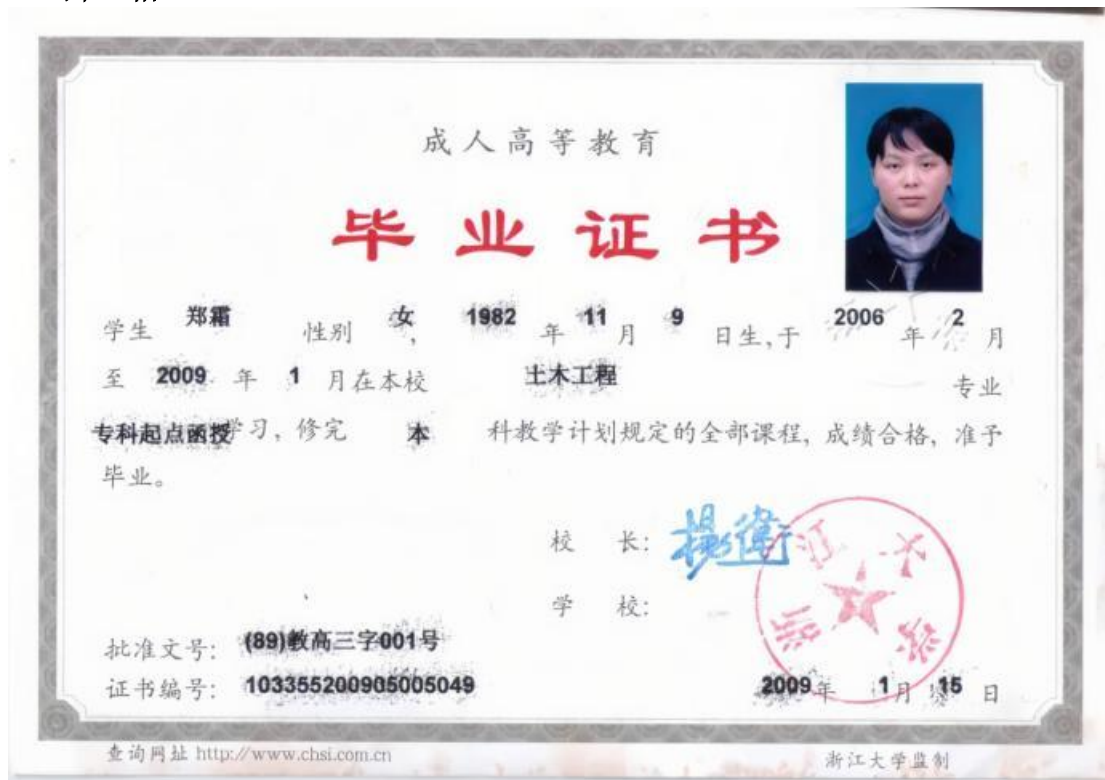 成人高等教育
毕业证书
学生 郑霜 性别 女, 1982 年 11 月 9 日生,于 2006 年 2 月
至 2009 年 1 月在本校 土木工程 专业
专科起点函授学习, 修完 本 科教学计划规定的全部课程, 成绩合格, 准予
毕业。
校 长: 杨卫
学 校:
浙江大学
批准文号: (89)教高三字001号
证书编号: 103355200905005049
2009年 1月 15 日
查询网址 http://www.chsi.com.cn
浙江大学监制